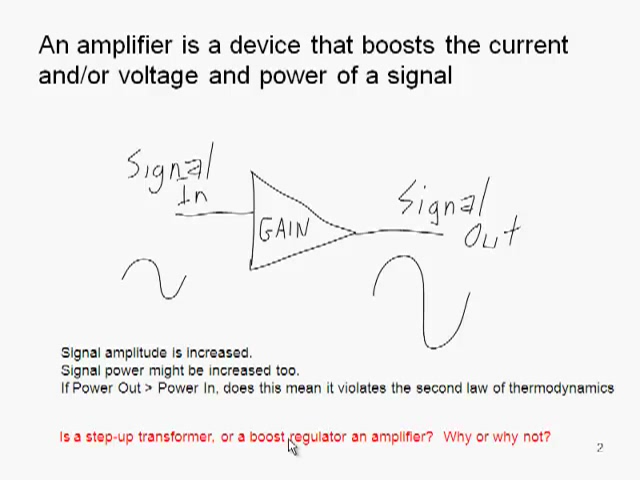 An amplifier is a device that boosts the current
and/or voltage and power of a signal
Signal
In
GAIN
Signal
Out
Signal amplitude is increased.
Signal power might be increased too.
If Power Out > Power In, does this mean it violates the second law of thermodynamics
Is a step-up transformer, or a boost regulator an amplifier? Why or why not?
2